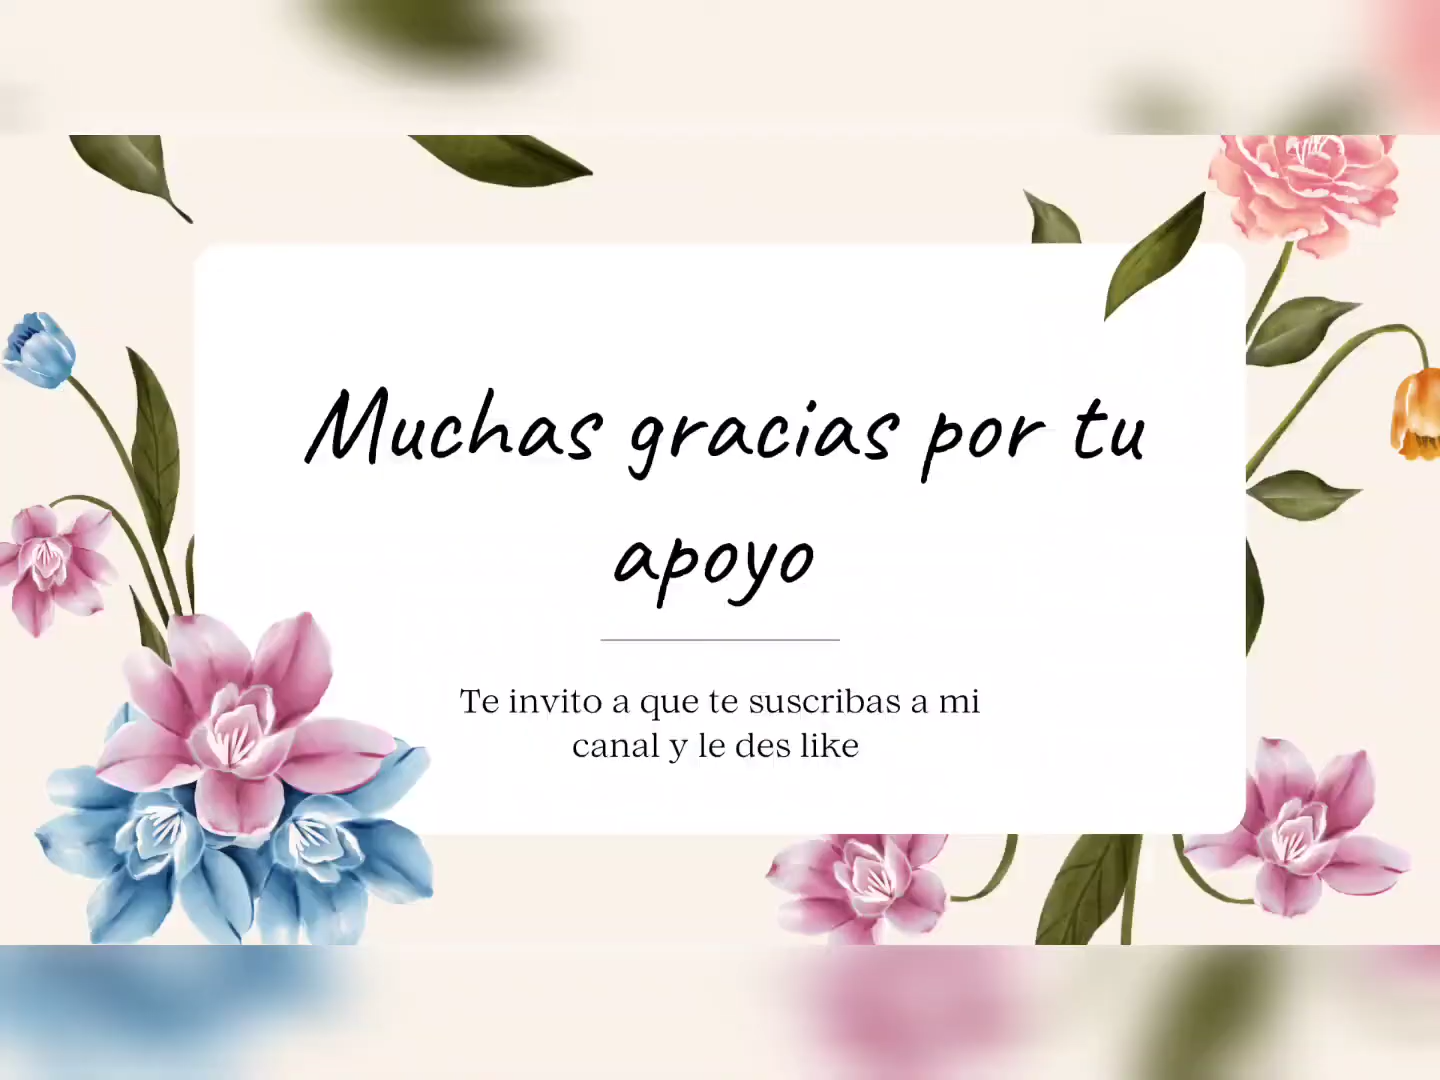 Muchas gracias por tu
apoyo
Te invito a que te suscribas a mi
canal y le des like